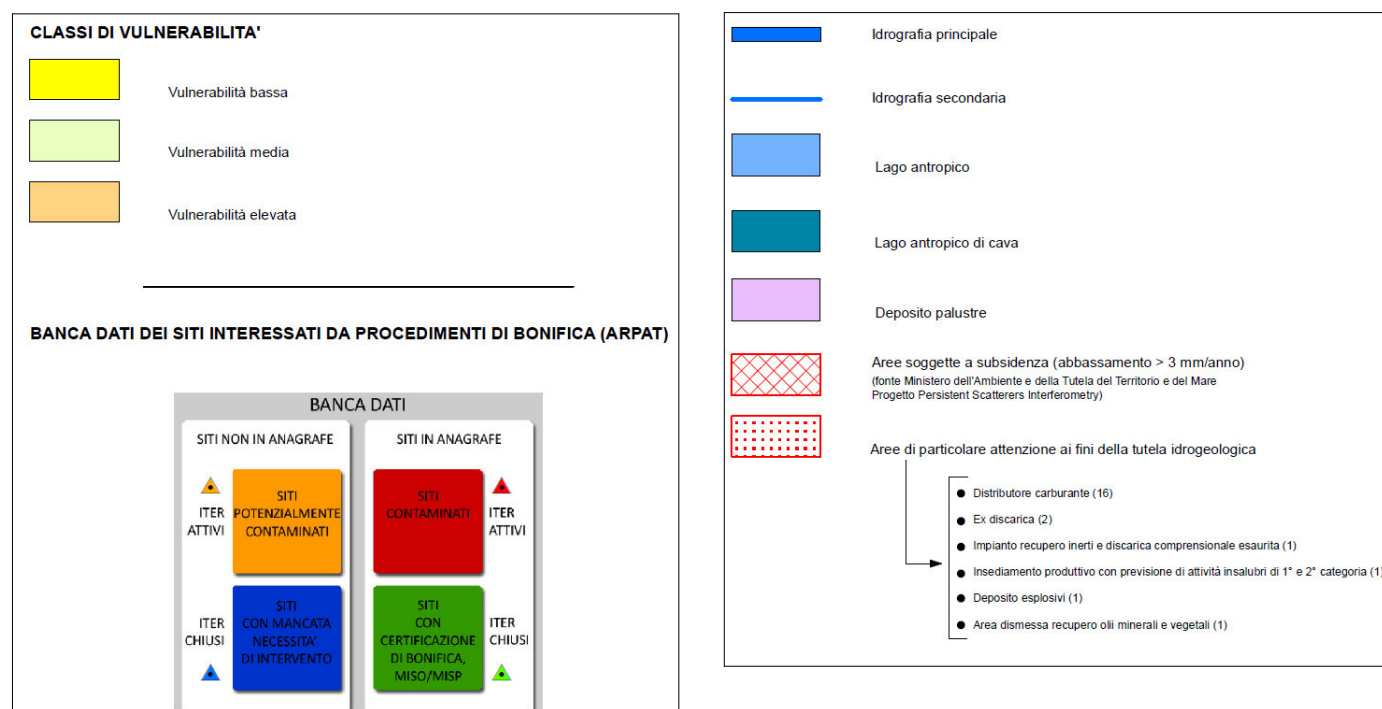 CLASSI DI VULNERABILITA'
Vulnerabilità bassa
Vulnerabilità media
Vulnerabilità elevata
BANCA DATI DEI SITI INTERESSATI DA PROCEDIMENTI DI BONIFICA (ARPAT)
BANCA DATI
SITI NON IN ANAGRAFE
ITER
ATTIVI
SITI
POTENZIALMENTE
CONTAMINATI
ITER
CHIUSI
SITI
CON MANCATA
NECESSITA'
DI INTERVENTO
SITI IN ANAGRAFE
SITI
CONTAMINATI
ITER
ATTIVI
SITI
CON
CERTIFICAZIONE
DI BONIFICA,
MISO/MISP
ITER
CHIUSI
Idrografia principale
Idrografia secondaria
Lago antropico
Lago antropico di cava
Deposito palustre
Aree soggette a subsidenza (abbassamento > 3 mm/anno)
(fonte Ministero dell'Ambiente e della Tutela del Territorio e del Mare
Progetto Persistent Scatterers Interferometry)
Aree di particolare attenzione ai fini della tutela idrogeologica
● Distributore carburante (16)
● Ex discarica (2)
● Impianto recupero inerti e discarica comprensionale esaurita (1)
● Insediamento produttivo con previsione di attività insalubri di 1° e 2° categoria (1)
● Deposito esplosivi (1)
● Area dismessa recupero olii minerali e vegetali (1)